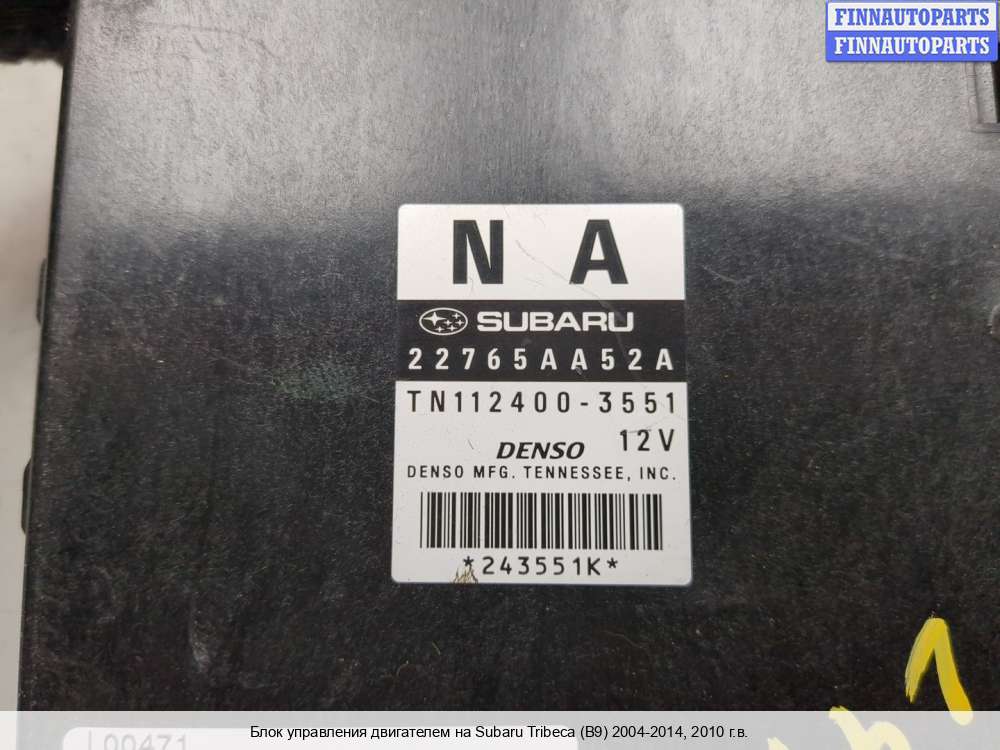 FINNAUTOPARTS
FINNAUTOPARTS
N A
SUBARU
22765AA52A
TN112400-3551
12V
DENSO
DENSO MFG. TENNESSEE, INC.
*243551K*
L00471
Блок управления двигателем на Subaru Tribeca (B9) 2004-2014, 2010 г.в.